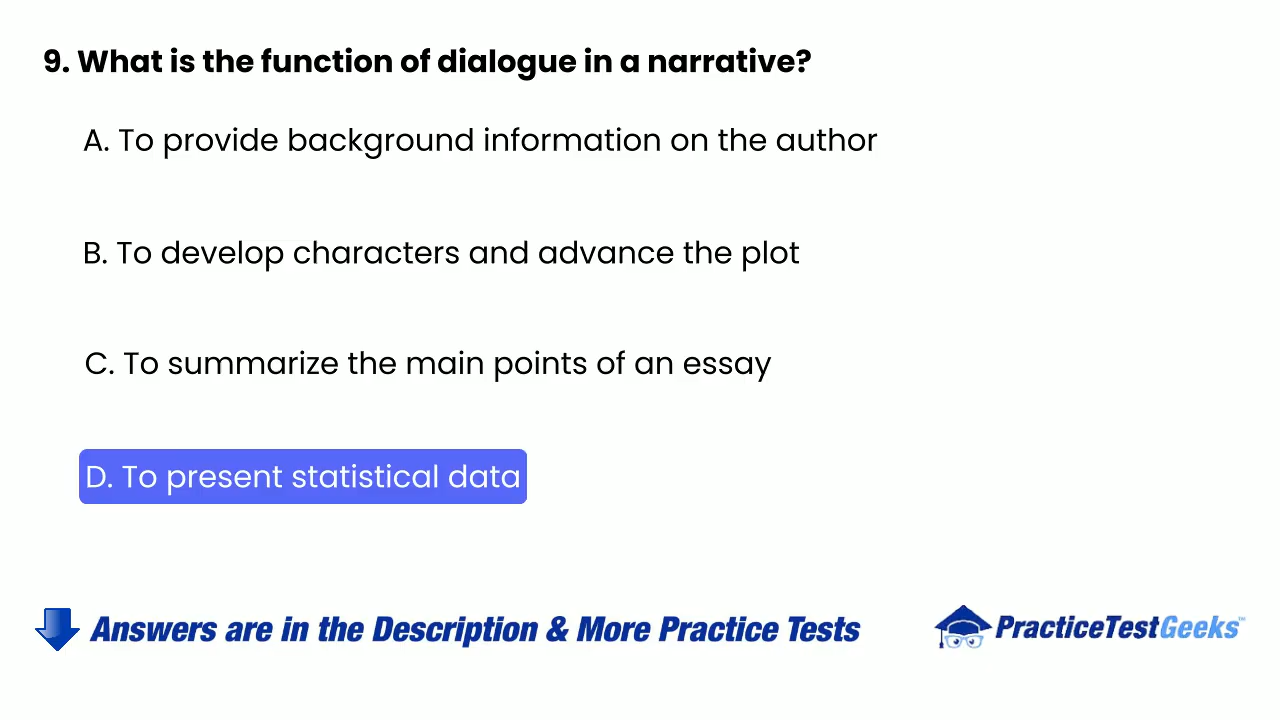 9. What is the function of dialogue in a narrative?
A. To provide background information on the author
B. To develop characters and advance the plot
C. To summarize the main points of an essay
D. To present statistical data
Answers are in the Description & More Practice Tests
PracticeTestGeeks™